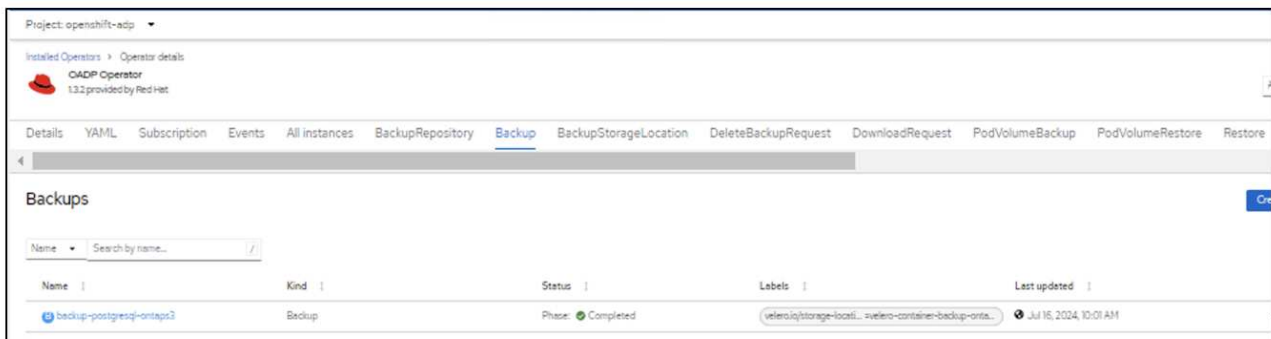 Project: openshift-adp
Installed Operators > Operator details
OADP Operator
1.3.2 provided by Red Hat
Details YAML Subscription Events All instances BackupRepository Backup BackupStorageLocation DeleteBackupRequest DownloadRequest PodVolumeBackup PodVolumeRestore Restore
Backups
Cre
Name Search by name... /
Name Kind Status Labels Last updated
B backup-postgresql-ontaps3 Backup Phase: Completed velero.io/storage-locati... =velero-container-backup-onta... Jul 16, 2024, 10:01 AM